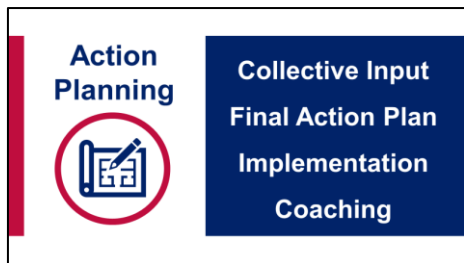 Action
Planning
Collective Input
Final Action Plan
Implementation
Coaching